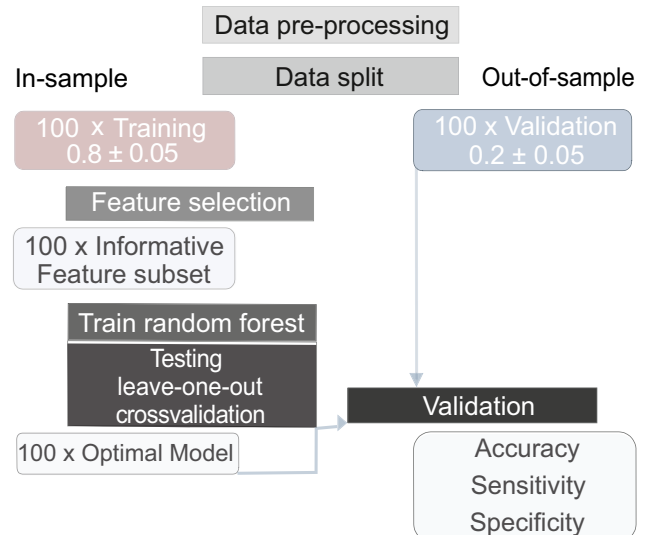 Data pre-processing
In-sample
Data split
Out-of-sample
100 x Training
0.8 ± 0.05
100 x Validation
0.2 ± 0.05
Feature selection
100 x Informative
Feature subset
Train random forest
Testing
leave-one-out
crossvalidation
Validation
100 x Optimal Model
Accuracy
Sensitivity
Specificity